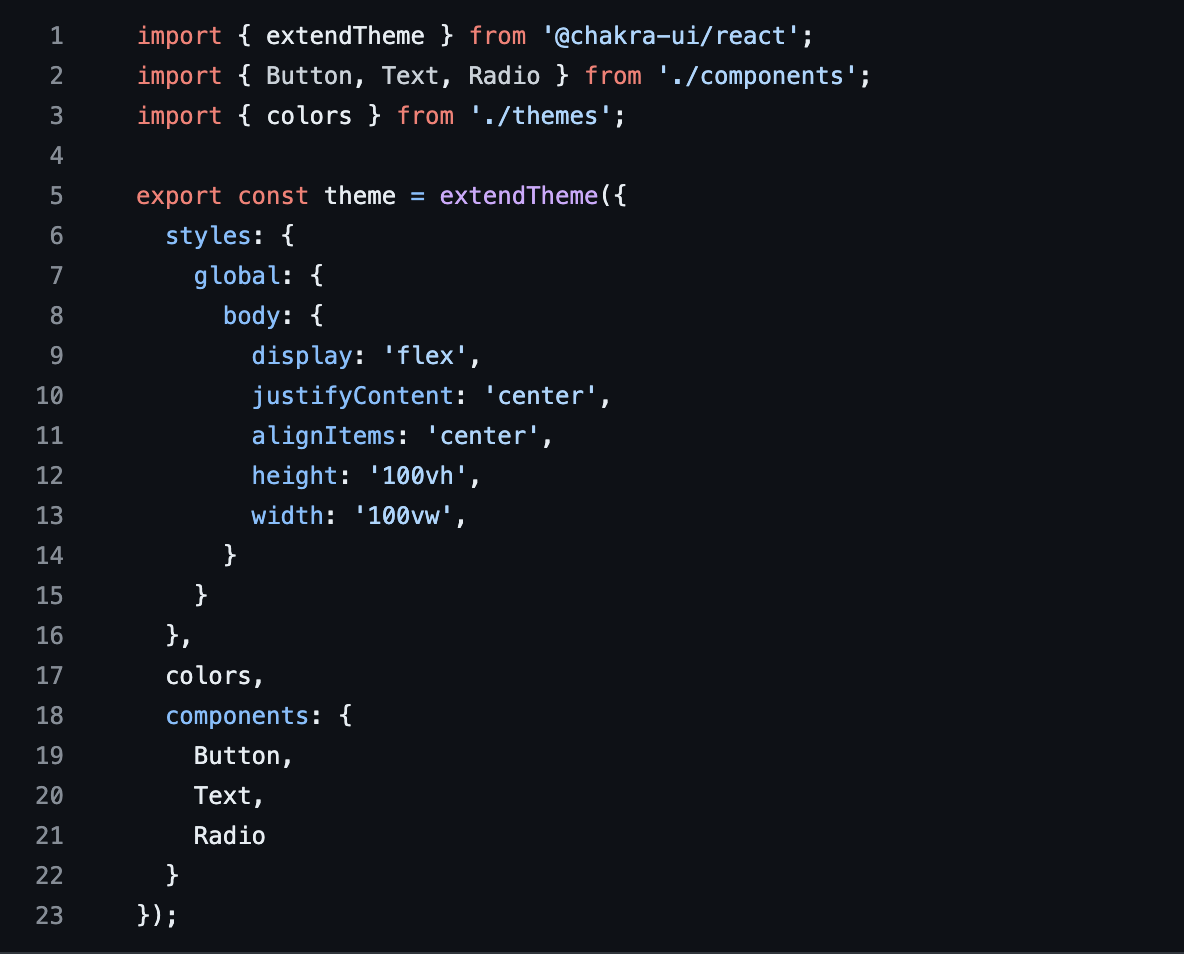 1 import { extendTheme } from '@chakra-ui/react';
2 import { Button, Text, Radio } from './components';
3 import { colors } from './themes';
4
5 export const theme = extendTheme({
6   styles: {
7     global: {
8       body: {
9         display: 'flex',
10         justifyContent: 'center',
11         alignItems: 'center',
12         height: '100vh',
13         width: '100vw',
14       }
15     }
16   },
17   colors,
18   components: {
19     Button,
20     Text,
21     Radio
22   }
23 });